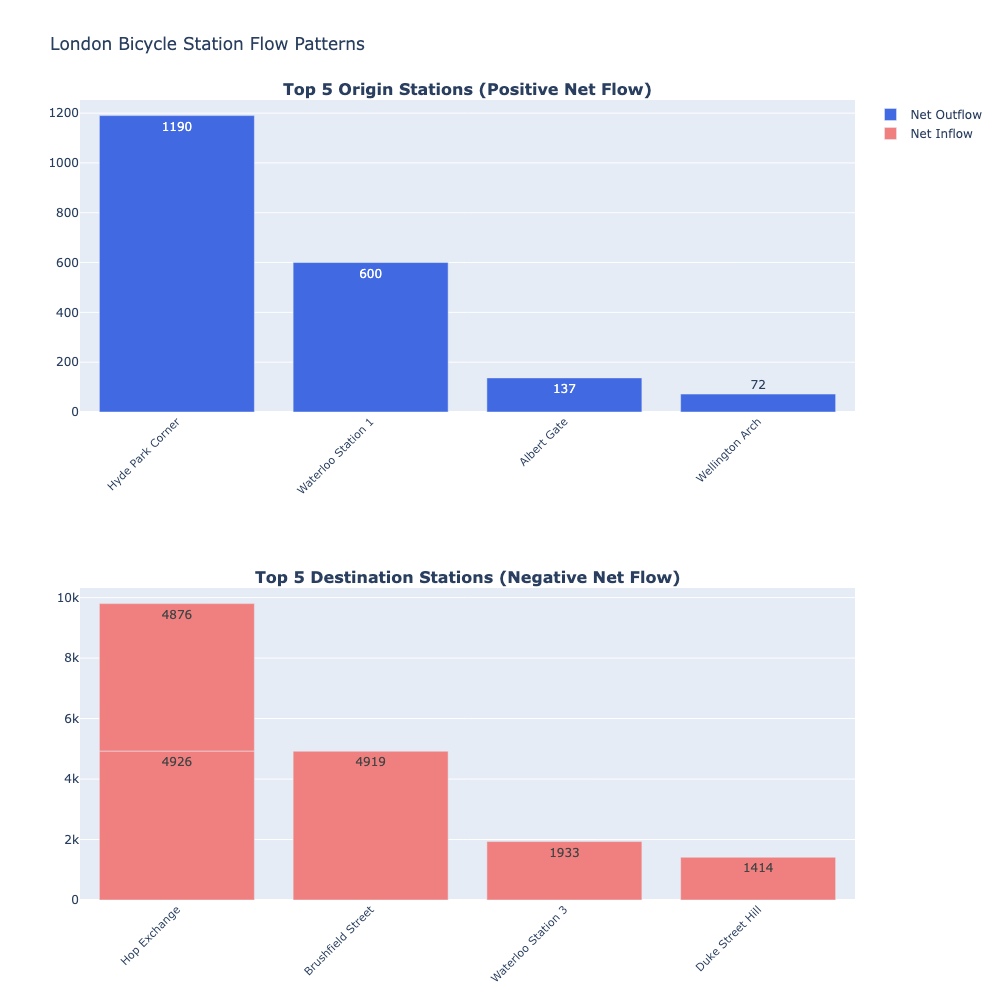 London Bicycle Station Flow Patterns
Top 5 Origin Stations (Positive Net Flow)
Net Outflow
Net Inflow
1200
1000
800
600
400
200
0
1190
600
137
72
Hyde Park Corner
Waterloo Station 1
Albert Gate
Wellington Arch
Top 5 Destination Stations (Negative Net Flow)
10k
8k
6k
4k
2k
0
4876
4926
4919
1933
1414
Hop Exchange
Brushfield Street
Waterloo Station 3
Duke Street Hill